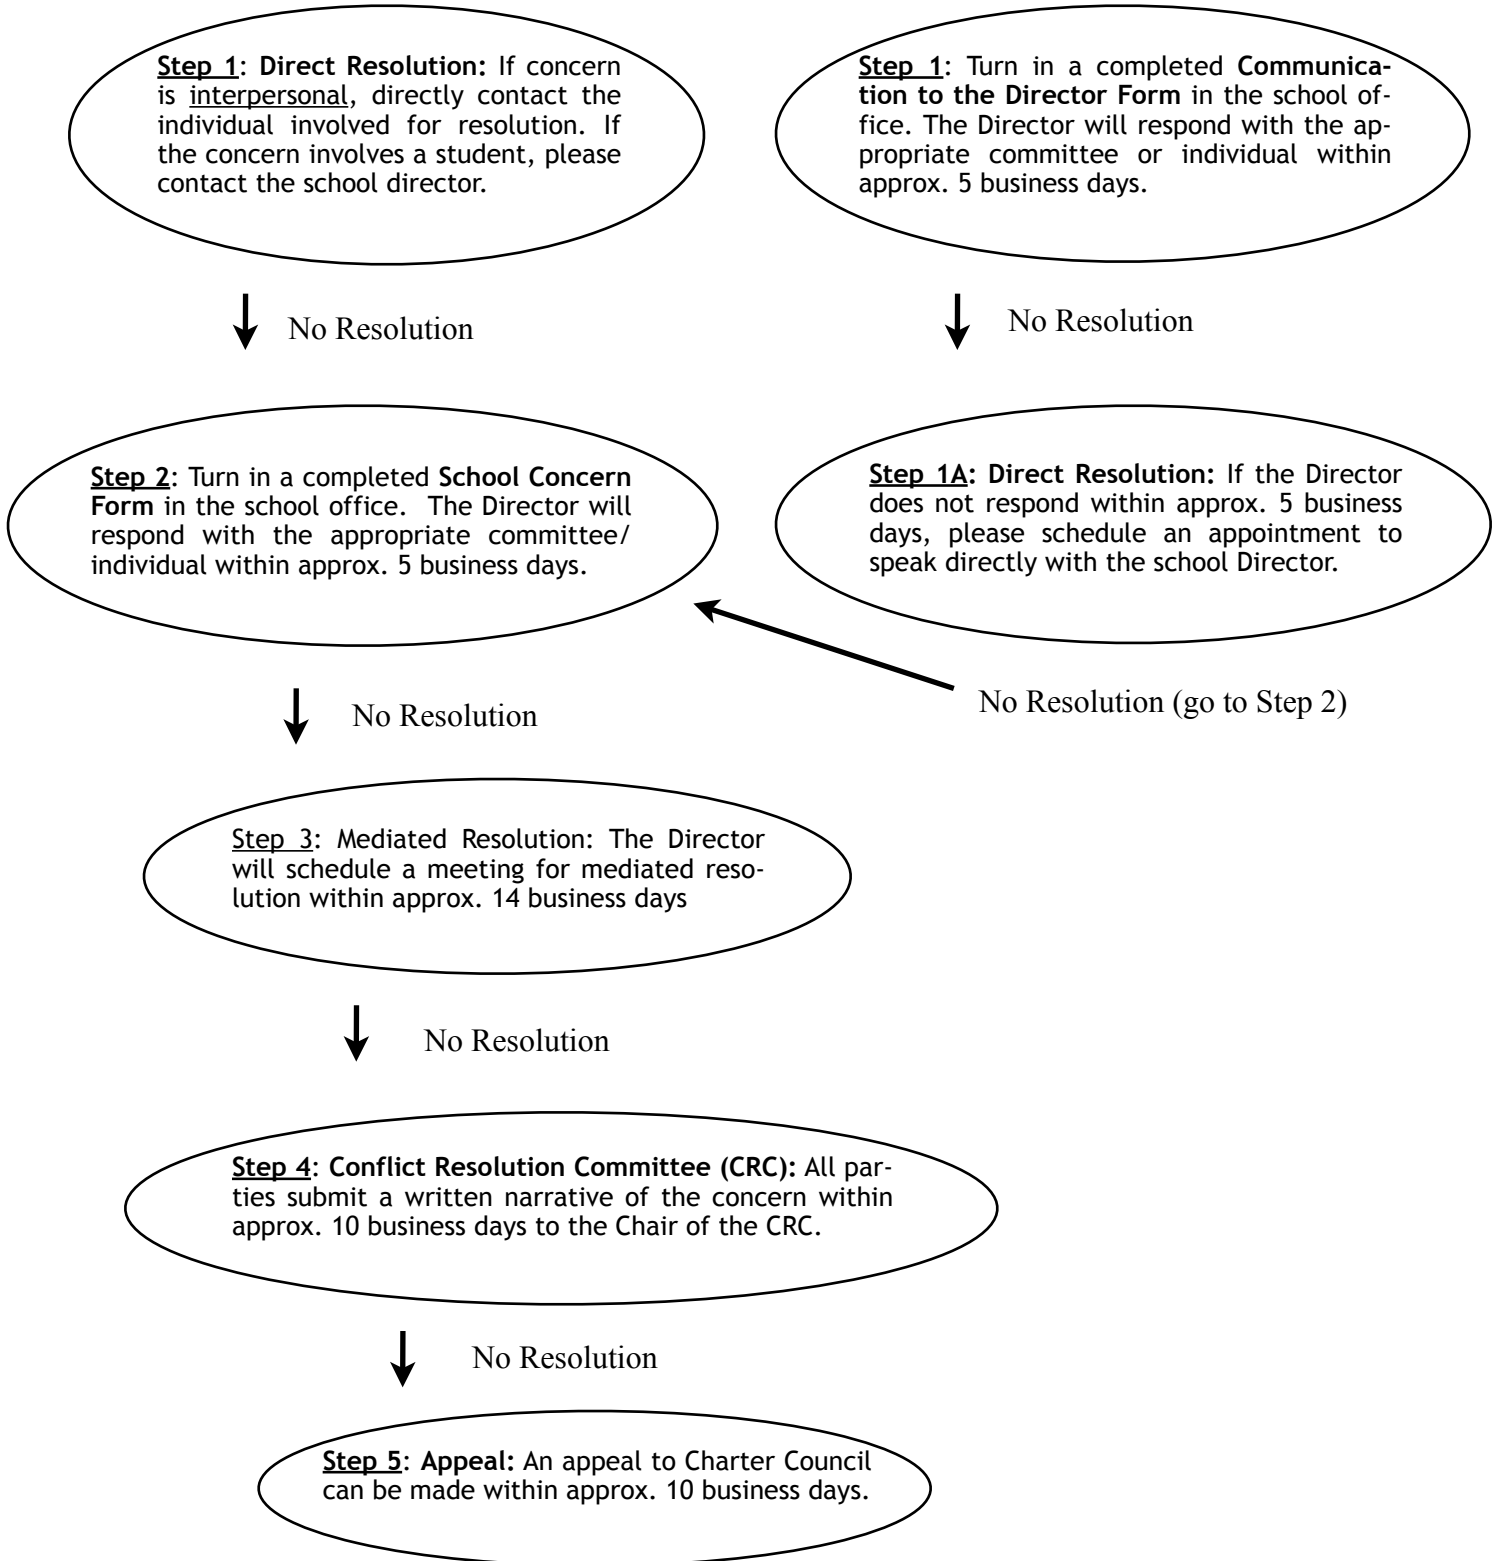 Step 1: Direct Resolution: If concern
is interpersonal, directly contact the
individual involved for resolution. If
the concern involves a student, please
contact the school director.
Step 1: Turn in a completed Communica-
tion to the Director Form in the school of-
fice. The Director will respond with the ap-
propriate committee or individual within
approx. 5 business days.
No Resolution
No Resolution
Step 2: Turn in a completed School Concern
Form in the school office. The Director will
respond with the appropriate committee/
individual within approx. 5 business days.
Step 1A: Direct Resolution: If the Director
does not respond within approx. 5 business
days, please schedule an appointment to
speak directly with the school Director.
No Resolution (go to Step 2)
No Resolution
Step 3: Mediated Resolution: The Director
will schedule a meeting for mediated reso-
lution within approx. 14 business days
No Resolution
Step 4: Conflict Resolution Committee (CRC): All par-
ties submit a written narrative of the concern within
approx. 10 business days to the Chair of the CRC.
No Resolution
Step 5: Appeal: An appeal to Charter Council
can be made within approx. 10 business days.